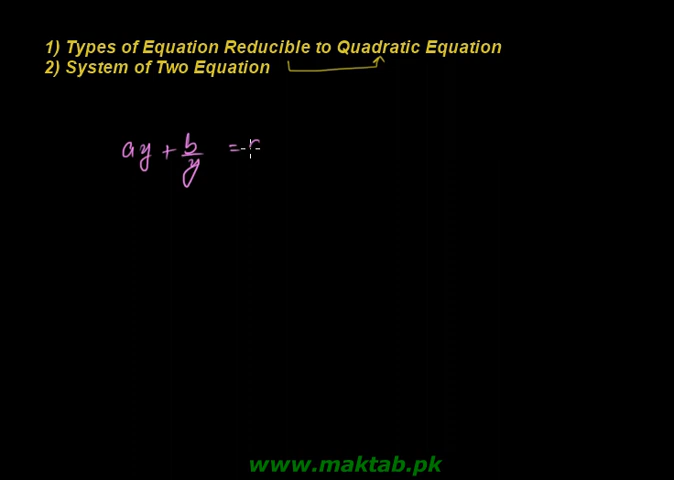 1) Types of Equation Reducible to Quadratic Equation
2) System of Two Equation
ay + b/y =
www.maktab.pk